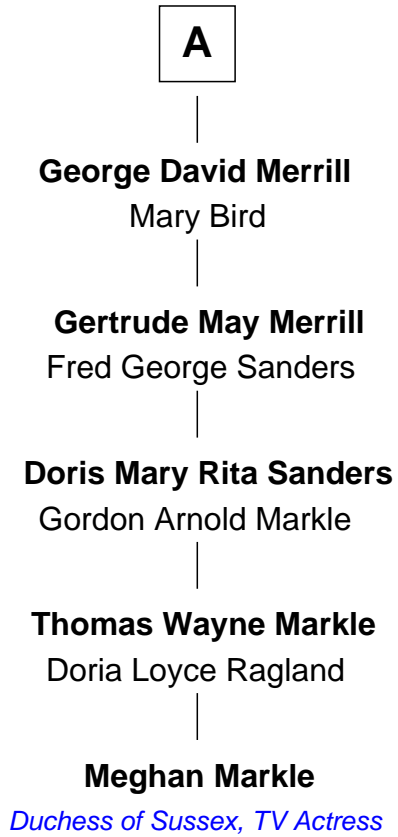 A
George David Merrill
Mary Bird
Gertrude May Merrill
Fred George Sanders
Doris Mary Rita Sanders
Gordon Arnold Markle
Thomas Wayne Markle
Doria Loyce Ragland
Meghan Markle
Duchess of Sussex, TV Actress